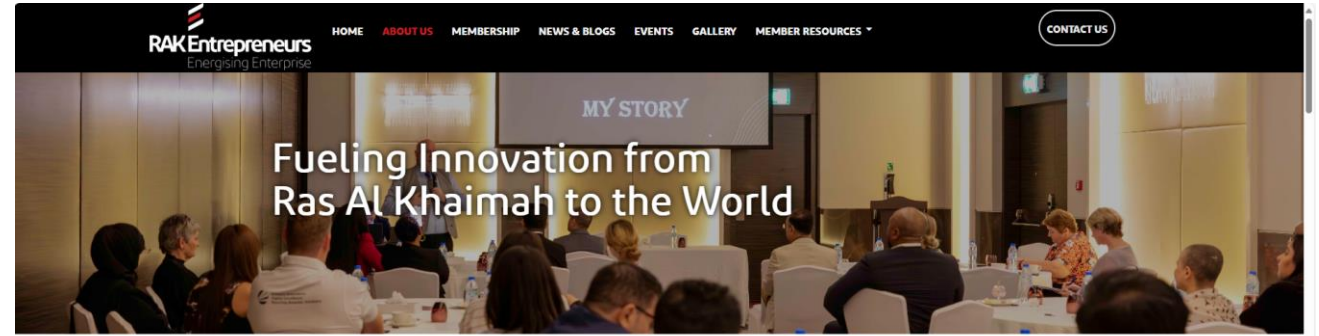 RAK Entrepreneurs
Energising Enterprise
HOME ABOUT US MEMBERSHIP NEWS & BLOGS EVENTS GALLERY MEMBER RESOURCES
CONTACT US
MY STORY
Fueling Innovation from
Ras Al Khaimah to the World